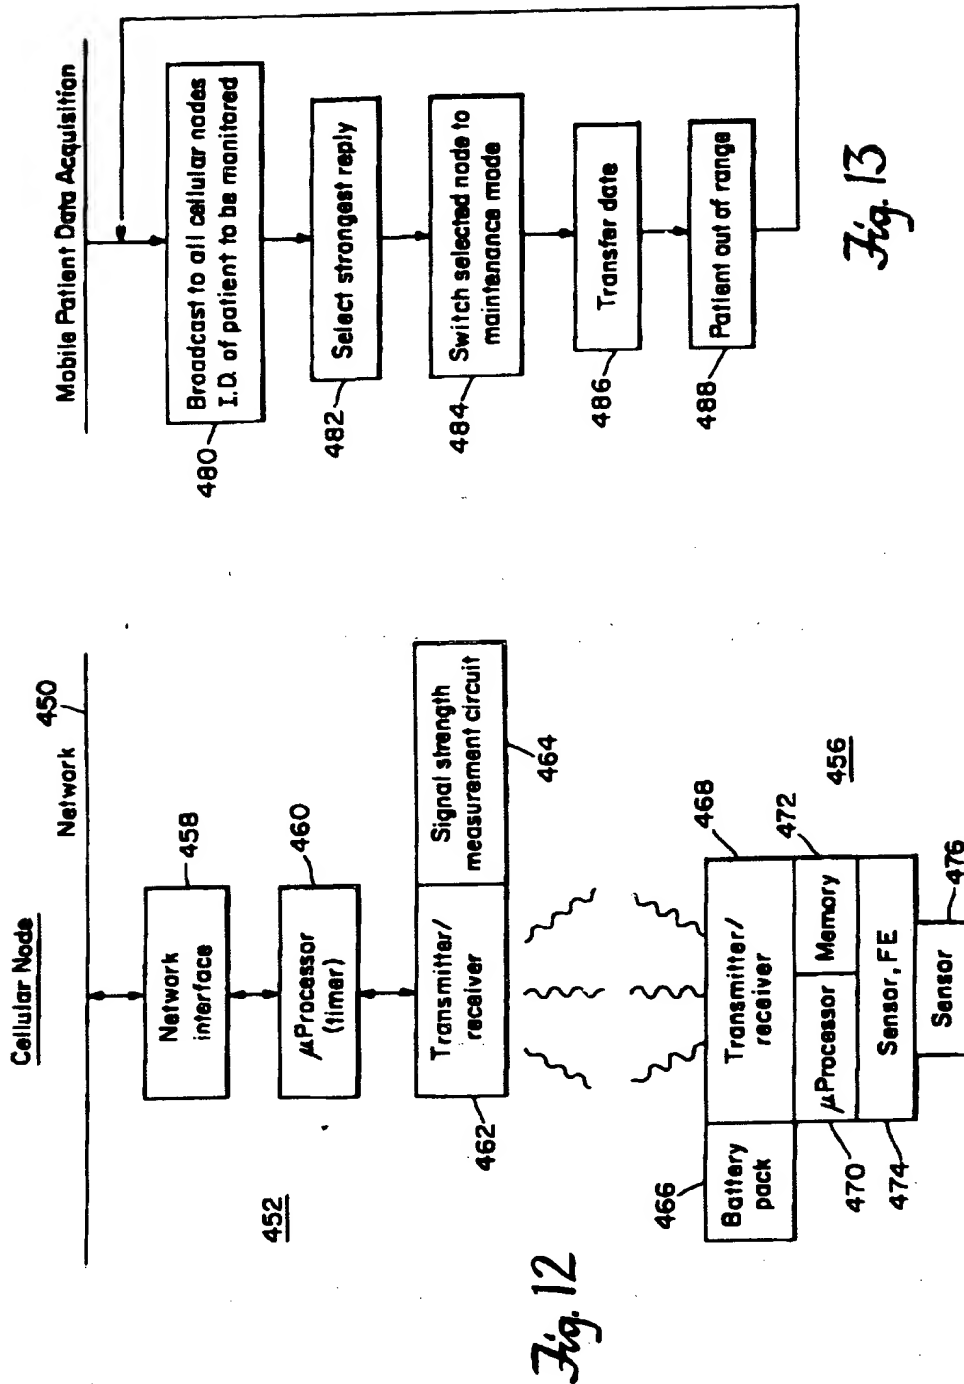 Cellular Node
Network
450
Network
interface
458
μProcessor
(timer)
460
452
Transmitter/
receiver
462
Signal strength
measurement circuit
464
466
Battery
pack
Transmitter/
receiver
468
μProcessor
470
Memory
472
Sensor, FE
474
Sensor
476
456
Fig. 12
Mobile Patient Data Acquisition
Broadcast to all cellular nodes
I.D. of patient to be monitored
480
Select strongest reply
482
Switch selected node to
maintenance mode
484
Transfer date
486
Patient out of range
488
Fig. 13